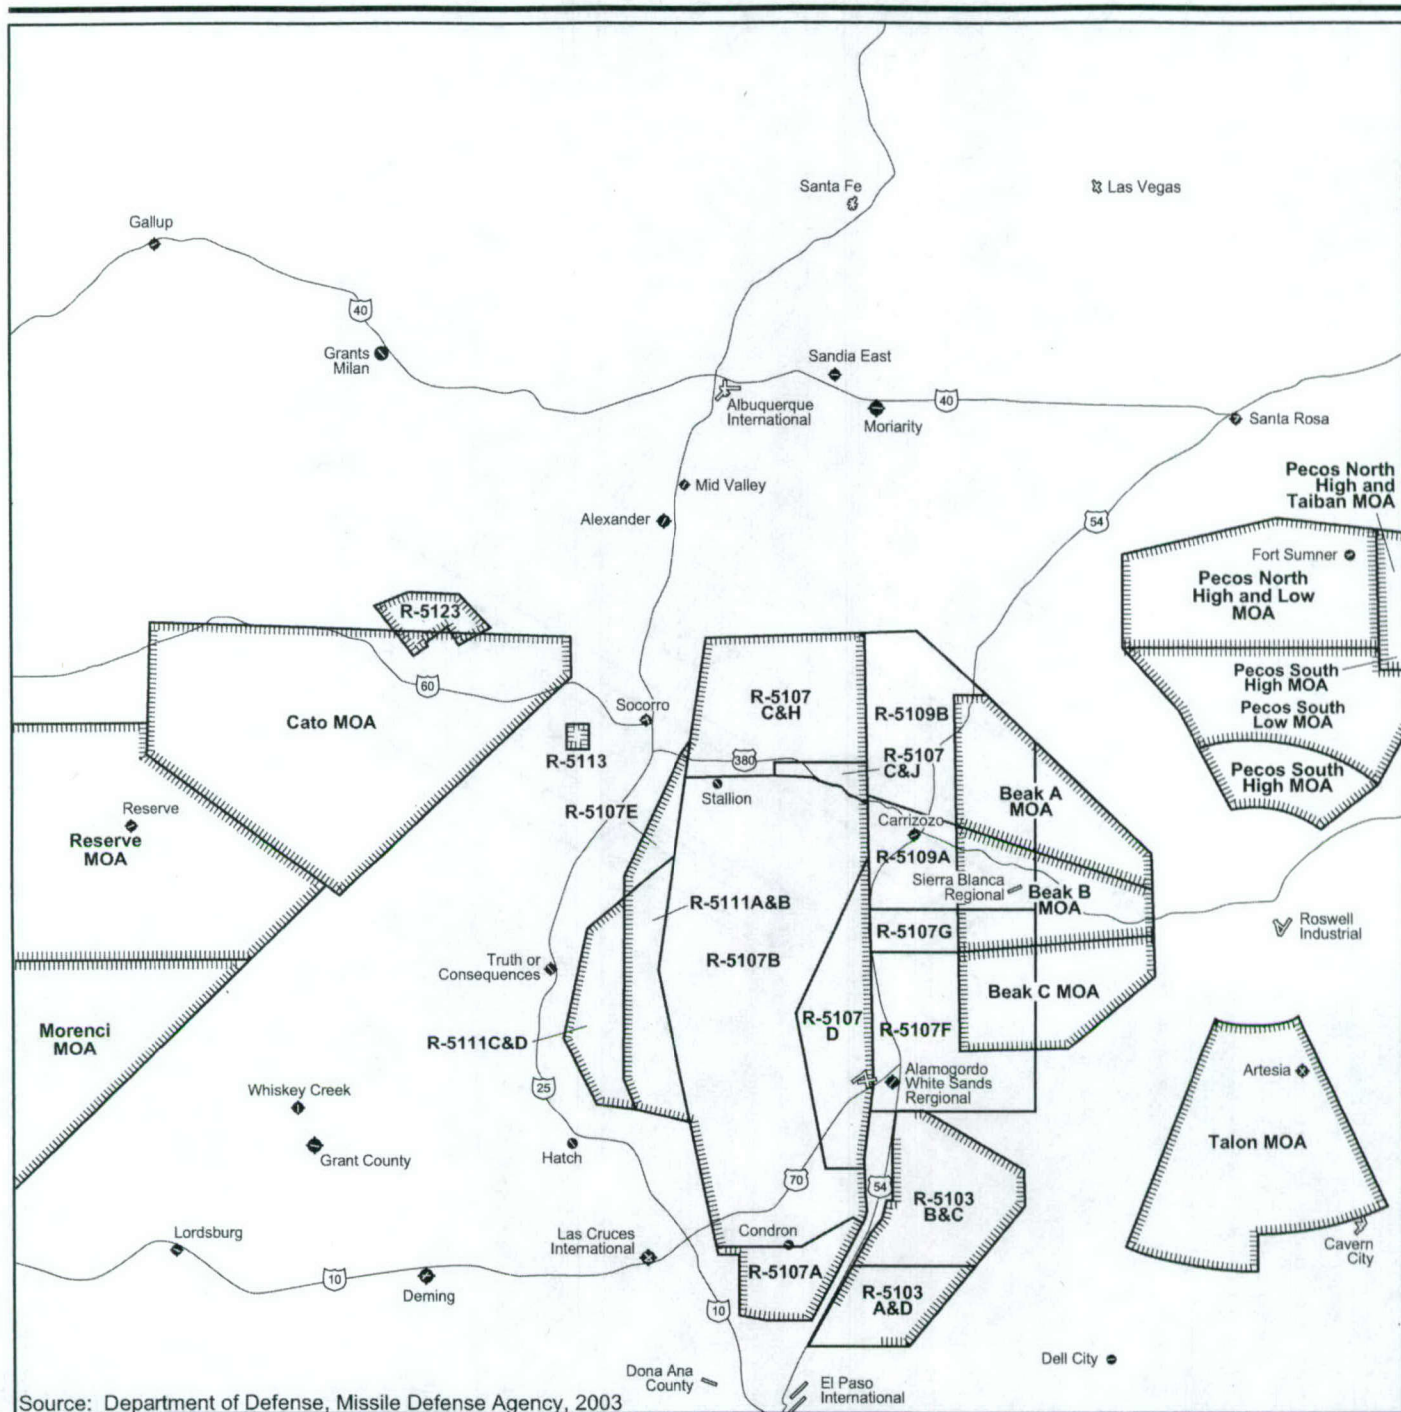 Santa Fe
Las Vegas
Gallup
40
Grants
Milan
Sandia East
Albuquerque
International
40
Moriarity
Santa Rosa
Mid Valley
Pecos North
High and
Taiban MOA
Alexander
54
Fort Sumner
Pecos North
High and Low
MOA
R-5123
60
Cato MOA
Socorro
R-5107
C&H
R-5109B
Pecos South
High MOA
Pecos South
Low MOA
R-5113
380
R-5107
C&J
Pecos South
High MOA
Stallion
Beak A
MOA
Reserve
R-5107E
Carrizozo
Reserve
MOA
R-5109A
Sierra Blanca
Regional
Beak B
MOA
R-5111A&B
R-5107G
Roswell
Industrial
Truth or
Consequences
R-5107B
Beak C MOA
Morenci
MOA
R-5111C&D
R-5107
D
R-5107F
Alamogordo
White Sands
Rergional
Artesia
25
Whiskey Creek
Grant County
Hatch
Talon MOA
70
54
R-5103
B&C
Lordsburg
Las Cruces
International
Condron
Cavern
City
10
Deming
R-5107A
R-5103
A&D
10
Dell City
Dona Ana
County
El Paso
International
Source: Department of Defense, Missile Defense Agency, 2003